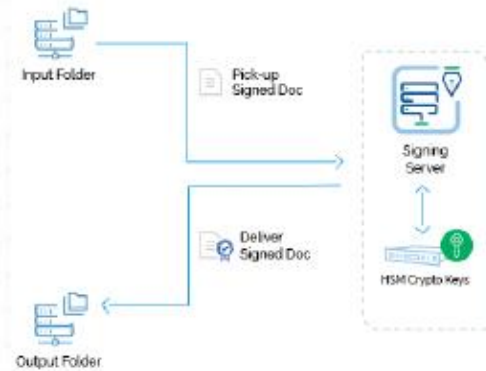 Input Folder
Pick-up
Signed Doc
Signing
Server
Deliver
Signed Doc
HSM Crypto Keys
Output Folder